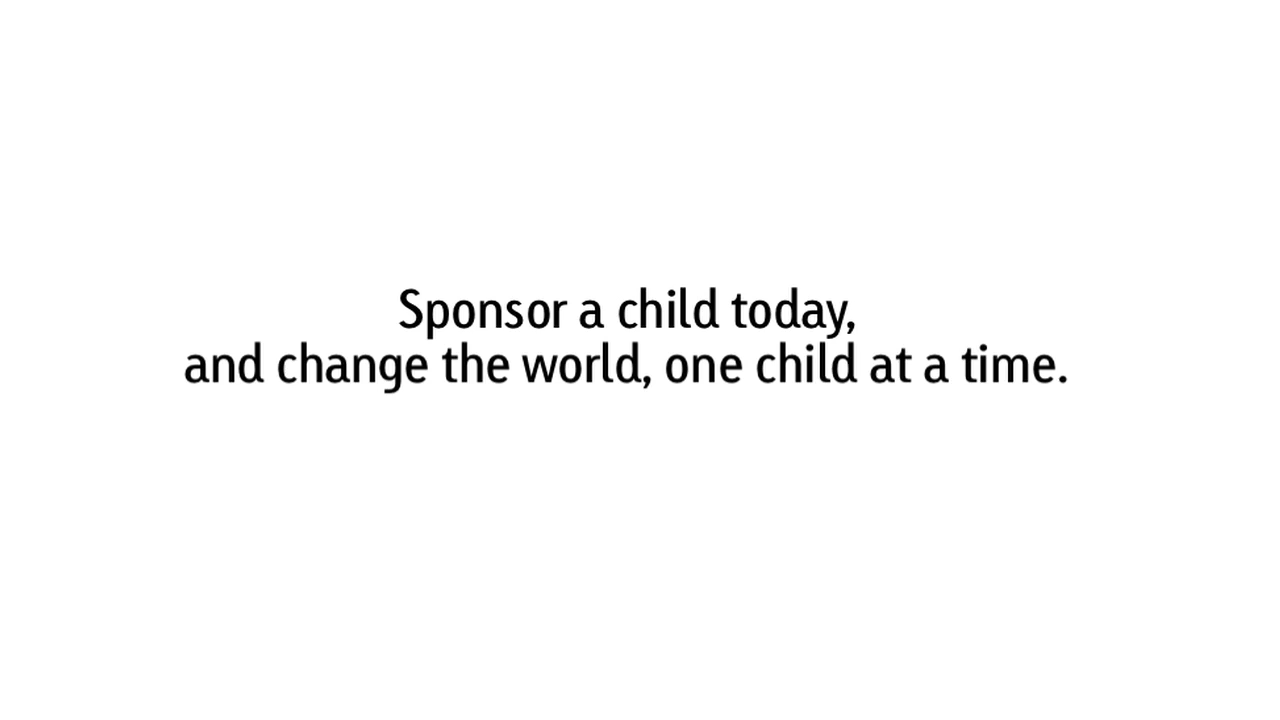 Sponsor a child today,
and change the world, one child at a time.